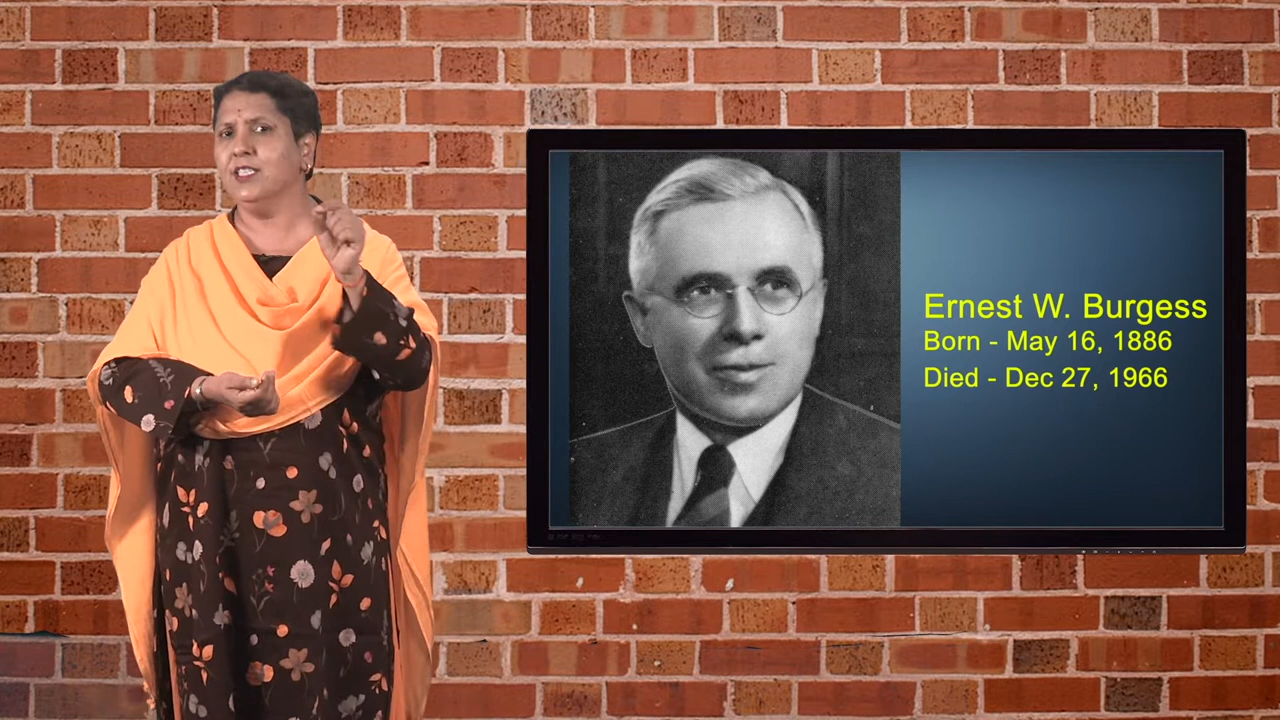 Ernest W. Burgess
Born - May 16, 1886
Died - Dec 27, 1966